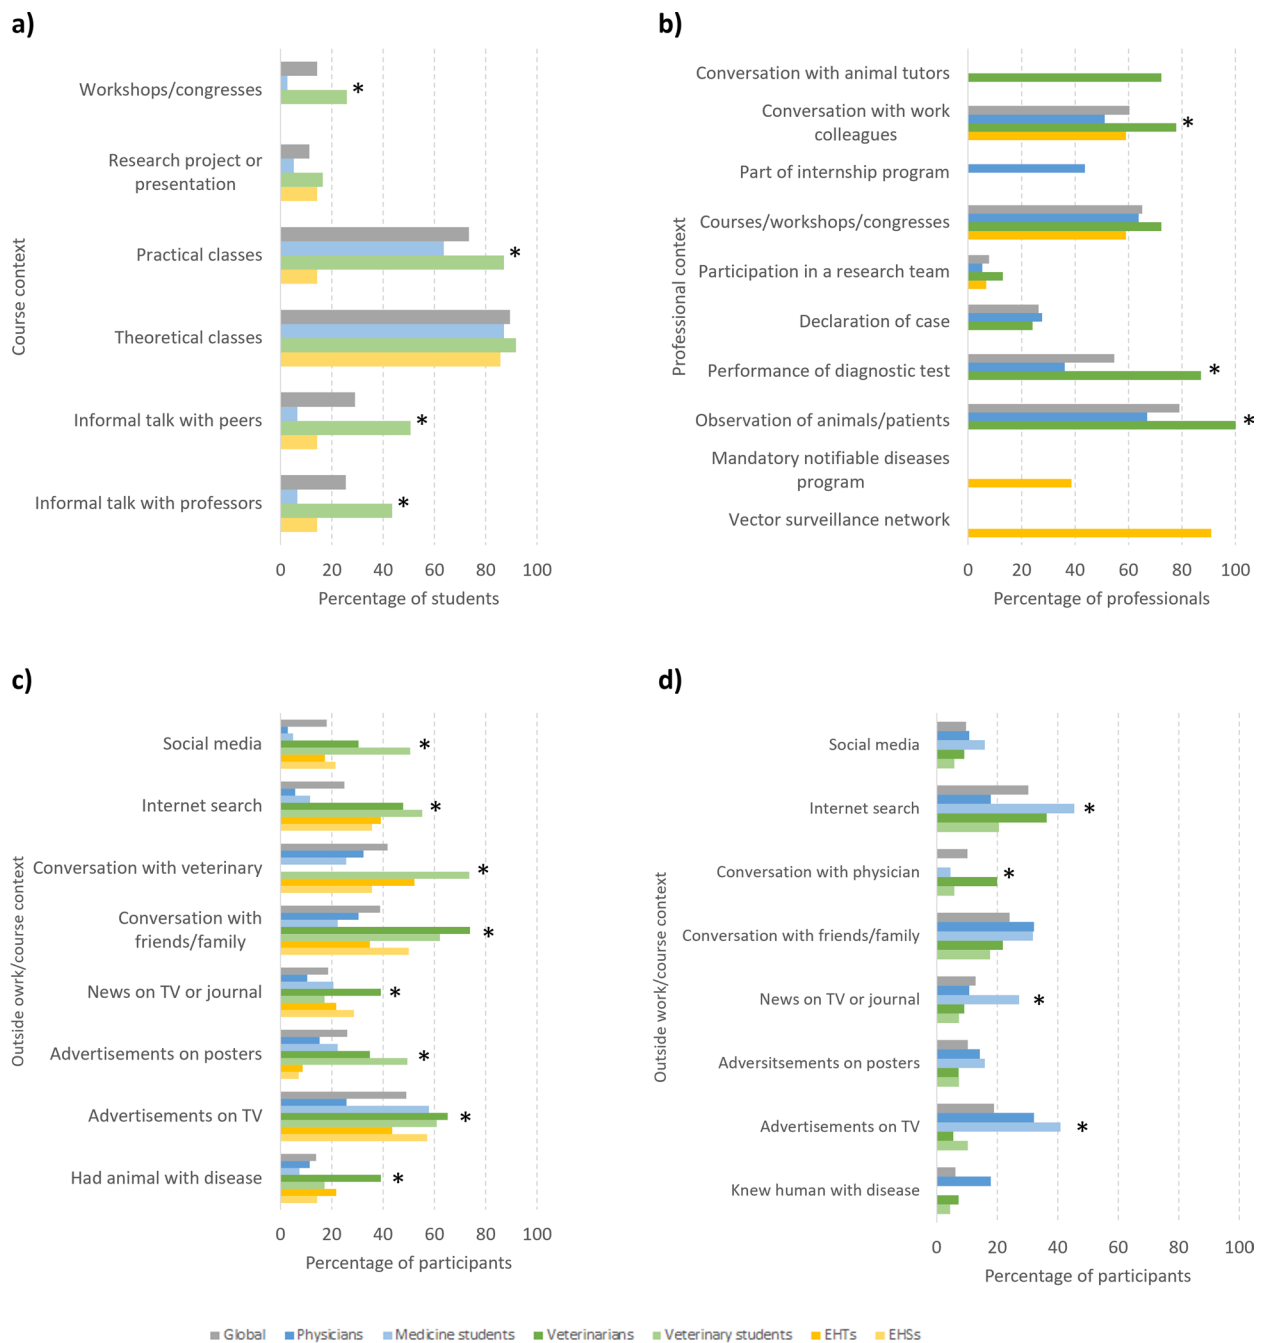 a)
Course context
Workshops/congresses
*
Research project or
presentation
Practical classes
*
Theoretical classes
Informal talk with peers
*
Informal talk with professors
*
0 20 40 60 80 100
Percentage of students
b)
Professional context
Conversation with animal tutors
Conversation with work
colleagues
*
Part of internship program
Courses/workshops/congresses
Participation in a research team
Declaration of case
Performance of diagnostic test
*
Observation of animals/patients
*
Mandatory notifiable diseases
program
Vector surveillance network
0 20 40 60 80 100
Percentage of professionals
c)
Outside owrk/course context
Social media
*
Internet search
*
Conversation with veterinary
*
Conversation with
friends/family
*
News on TV or journal
*
Advertisements on posters
*
Advertisements on TV
*
Had animal with disease
*
0 20 40 60 80 100
Percentage of participants
d)
Outside work/course context
Social media
Internet search
*
Conversation with physician
*
Conversation with friends/family
News on TV or journal
*
Adversitsements on posters
Advertisements on TV
*
Knew human with disease
0 20 40 60 80 100
Percentage of participants
Global Physicians Medicine students Veterinarians Veterinary students EHTs EHSs